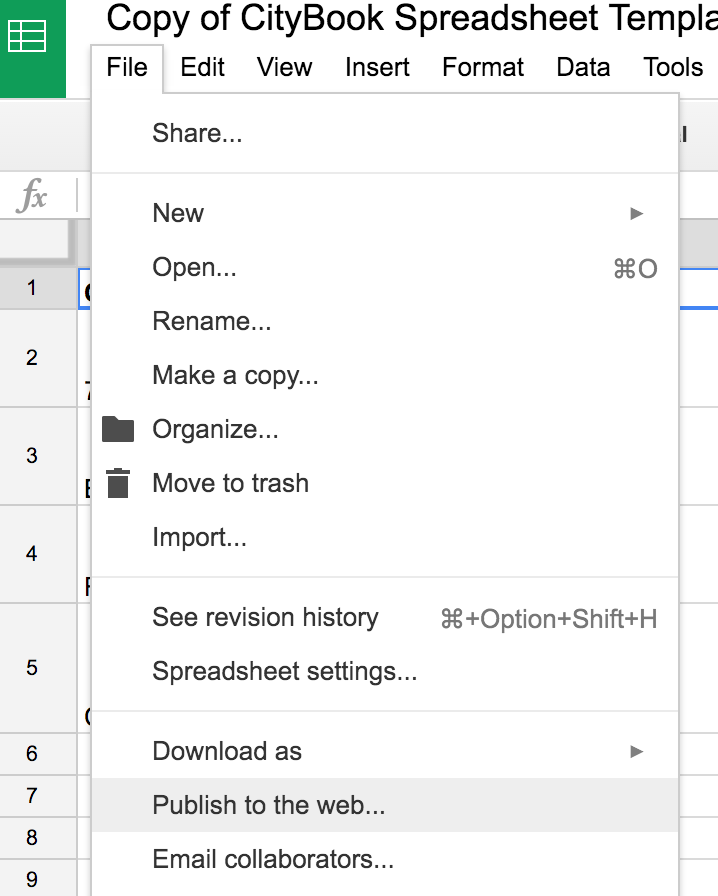 Copy of CityBook Spreadsheet
File Edit View Insert Format Data Tools
Share...
fx
New
Open... ⌘O
1
Rename...
2
Make a copy...
Organize...
3
Move to trash
Import...
4
See revision history ⌘+Option+Shift+H
5
Spreadsheet settings...
6
Download as
7
Publish to the web...
8
Email collaborators...
9